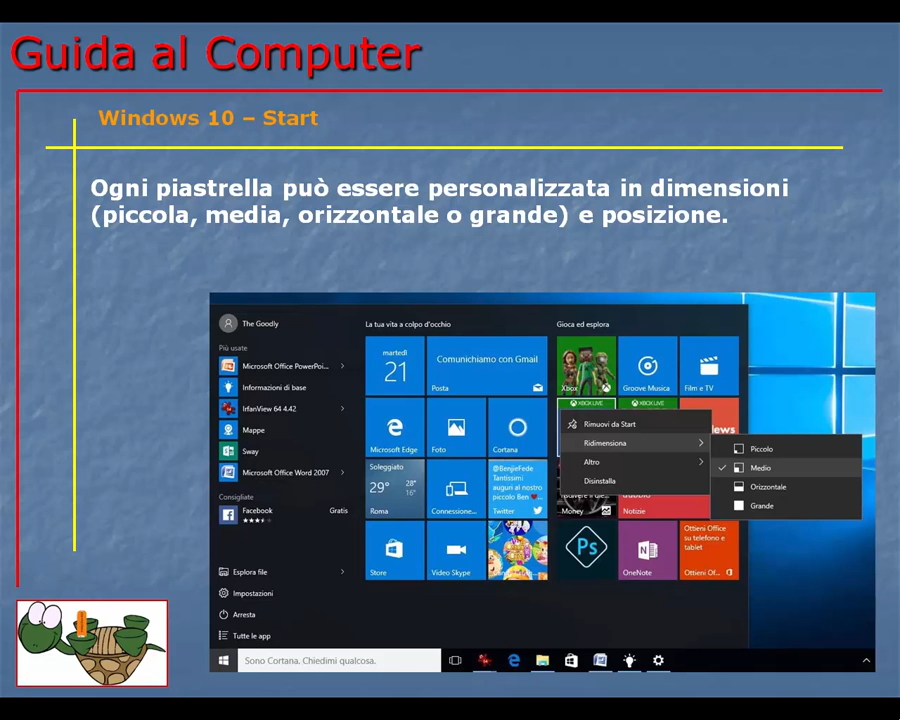 Guida al Computer
Windows 10 – Start
Ogni piastrella può essere personalizzata in dimensioni
(piccola, media, orizzontale o grande) e posizione.
The Goodly
Più usate
Microsoft Office PowerPoi...
Informazioni di base
IrfanView 64 4.42
Mappe
Sway
Microsoft Office Word 2007
Consigliate
Facebook
Gratis
Esplora file
Impostazioni
Arresta
Tutte le app
La tua vita a colpo d'occhio
martedì
21
Comunichiamo con Gmail
Posta
Microsoft Edge
Foto
Cortana
Soleggiato
29°
28°
16°
Roma
Connessione...
@BenjieFede
Tantissimi
auguri al nostro
piccolo Ben
Twitter
Store
Video Skype
Gioca ed esplora
Xbox
Groove Musica
Film e TV
XBOX LIVE
XBOX LIVE
Rimuovi da Start
Ridimensiona
Altro
Disinstalla
Piccolo
Medio
Orizzontale
Grande
Money
Notizie
Ps
OneNote
Ottieni Office
su telefono e
tablet
Ottieni Of...
Sono Cortana. Chiedimi qualcosa.